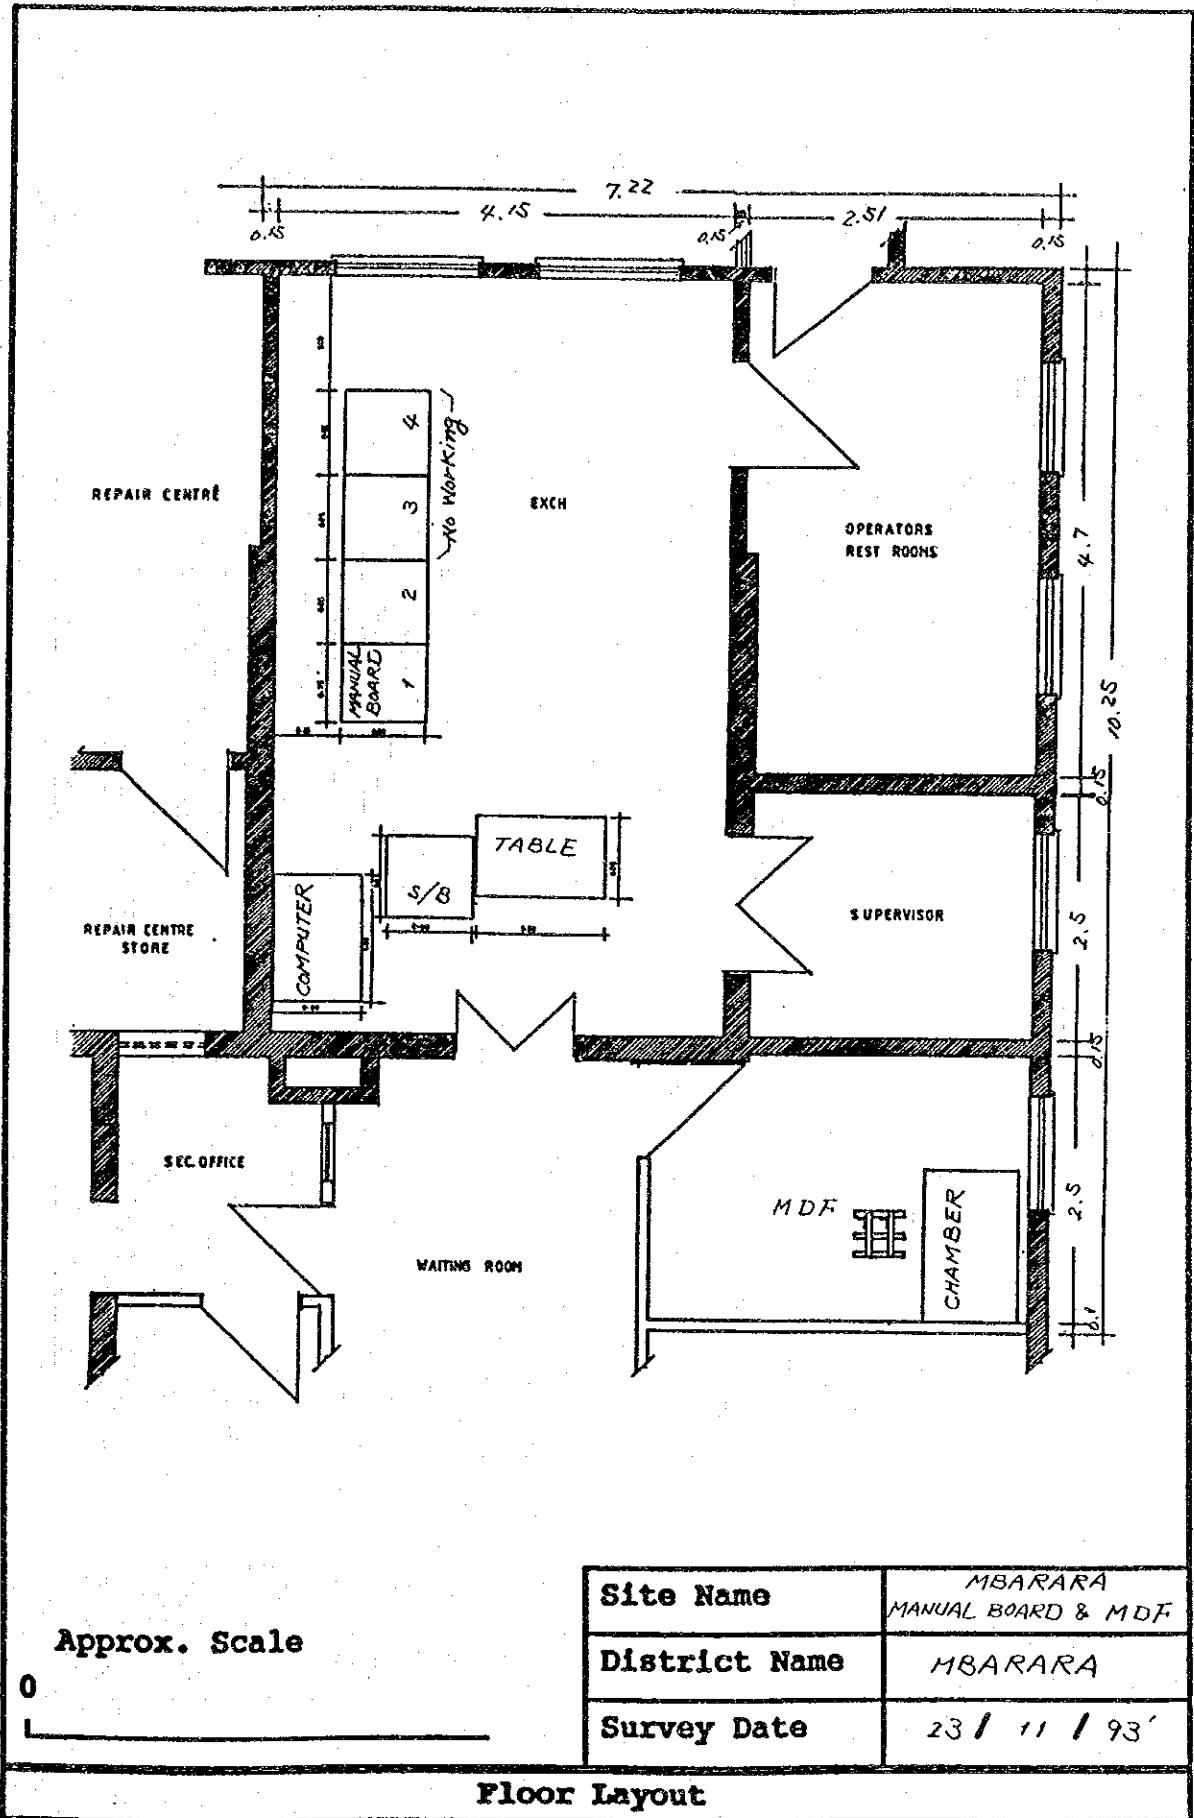 7.22
4.15
2.51
0.15
0.15
0.15
4
3
2
1
No Working
MANUAL
BOARD
REPAIR CENTRE
EXCH
OPERATORS
REST ROOMS
4.7
10.25
0.15
TABLE
S/B
COMPUTER
SUPERVISOR
2.5
REPAIR CENTRE
STORE
0.15
SEC. OFFICE
MDF
CHAMBER
2.5
WAITING ROOM
0.1
Approx. Scale
0
Site Name
MBARARA
MANUAL BOARD & MDF
District Name
MBARARA
Survey Date
23 / 11 / 93'
Floor Layout